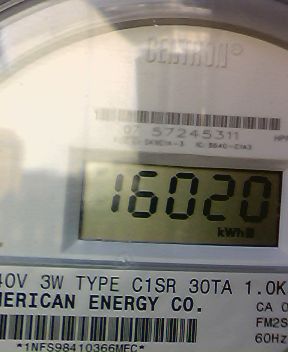 CENTRON®
07 57245311
16020
kWh
40V 3W TYPE C1SR 30TA 1.0K
MERICAN ENERGY CO.
CA 0
FM2S
60Hz
*1NFS98410366MEC*